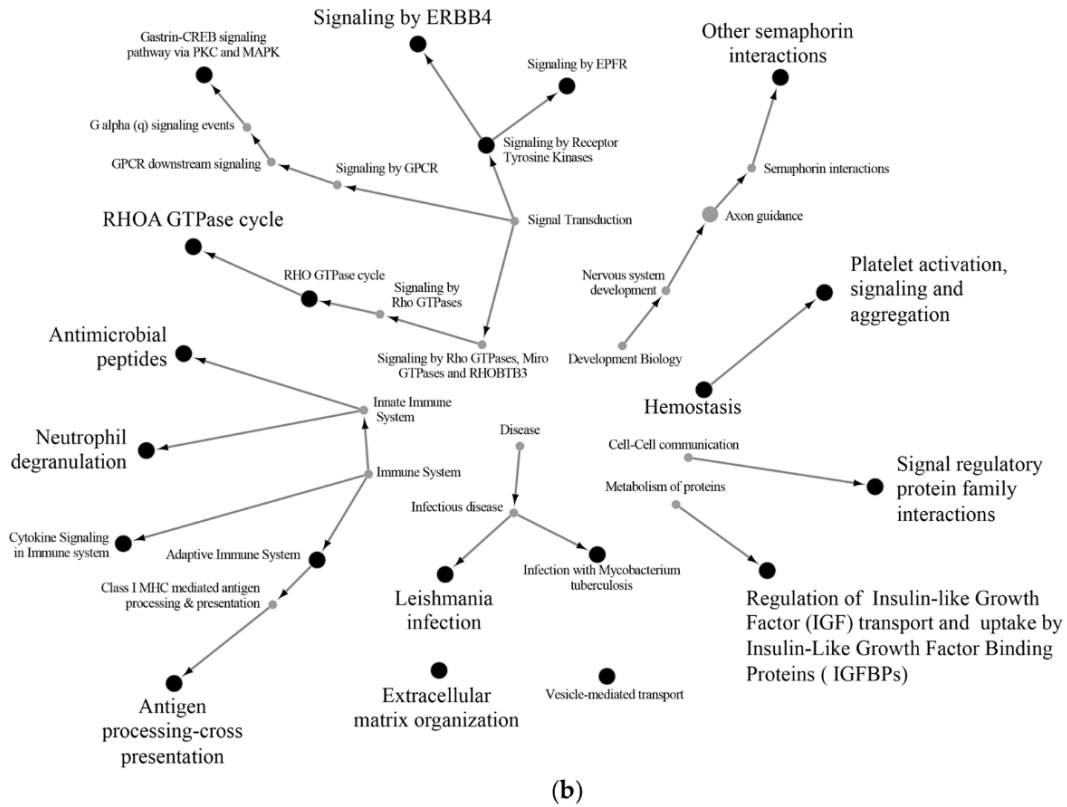 Signaling by ERBB4
Gastrin-CREB signaling
pathway via PKC and MAPK
Other semaphorin
interactions
Signaling by EPFR
G alpha (q) signaling events
Signaling by Receptor
Tyrosine Kinases
GPCR downstream signaling
Signaling by GPCR
Semaphorin interactions
RHOA GTPase cycle
Signal Transduction
Axon guidance
RHO GTPase cycle
Signaling by
Rho GTPases
Nervous system
development
Platelet activation,
signaling and
aggregation
Antimicrobial
peptides
Signaling by Rho GTPases, Miro
GTPases and RHOBTB3
Development Biology
Innate Immune
System
Hemostasis
Neutrophil
degranulation
Disease
Cell-Cell communication
Immune System
Signal regulatory
protein family
interactions
Metabolism of proteins
Infectious disease
Cytokine Signaling
in Immune system
Adaptive Immune System
Infection with Mycobacterium
tuberculosis
Class I MHC mediated antigen
processing & presentation
Leishmania
infection
Regulation of Insulin-like Growth
Factor (IGF) transport and uptake by
Insulin-Like Growth Factor Binding
Proteins ( IGFBPs)
Extracellular
matrix organization
Vesicle-mediated transport
Antigen
processing-cross
presentation
(b)